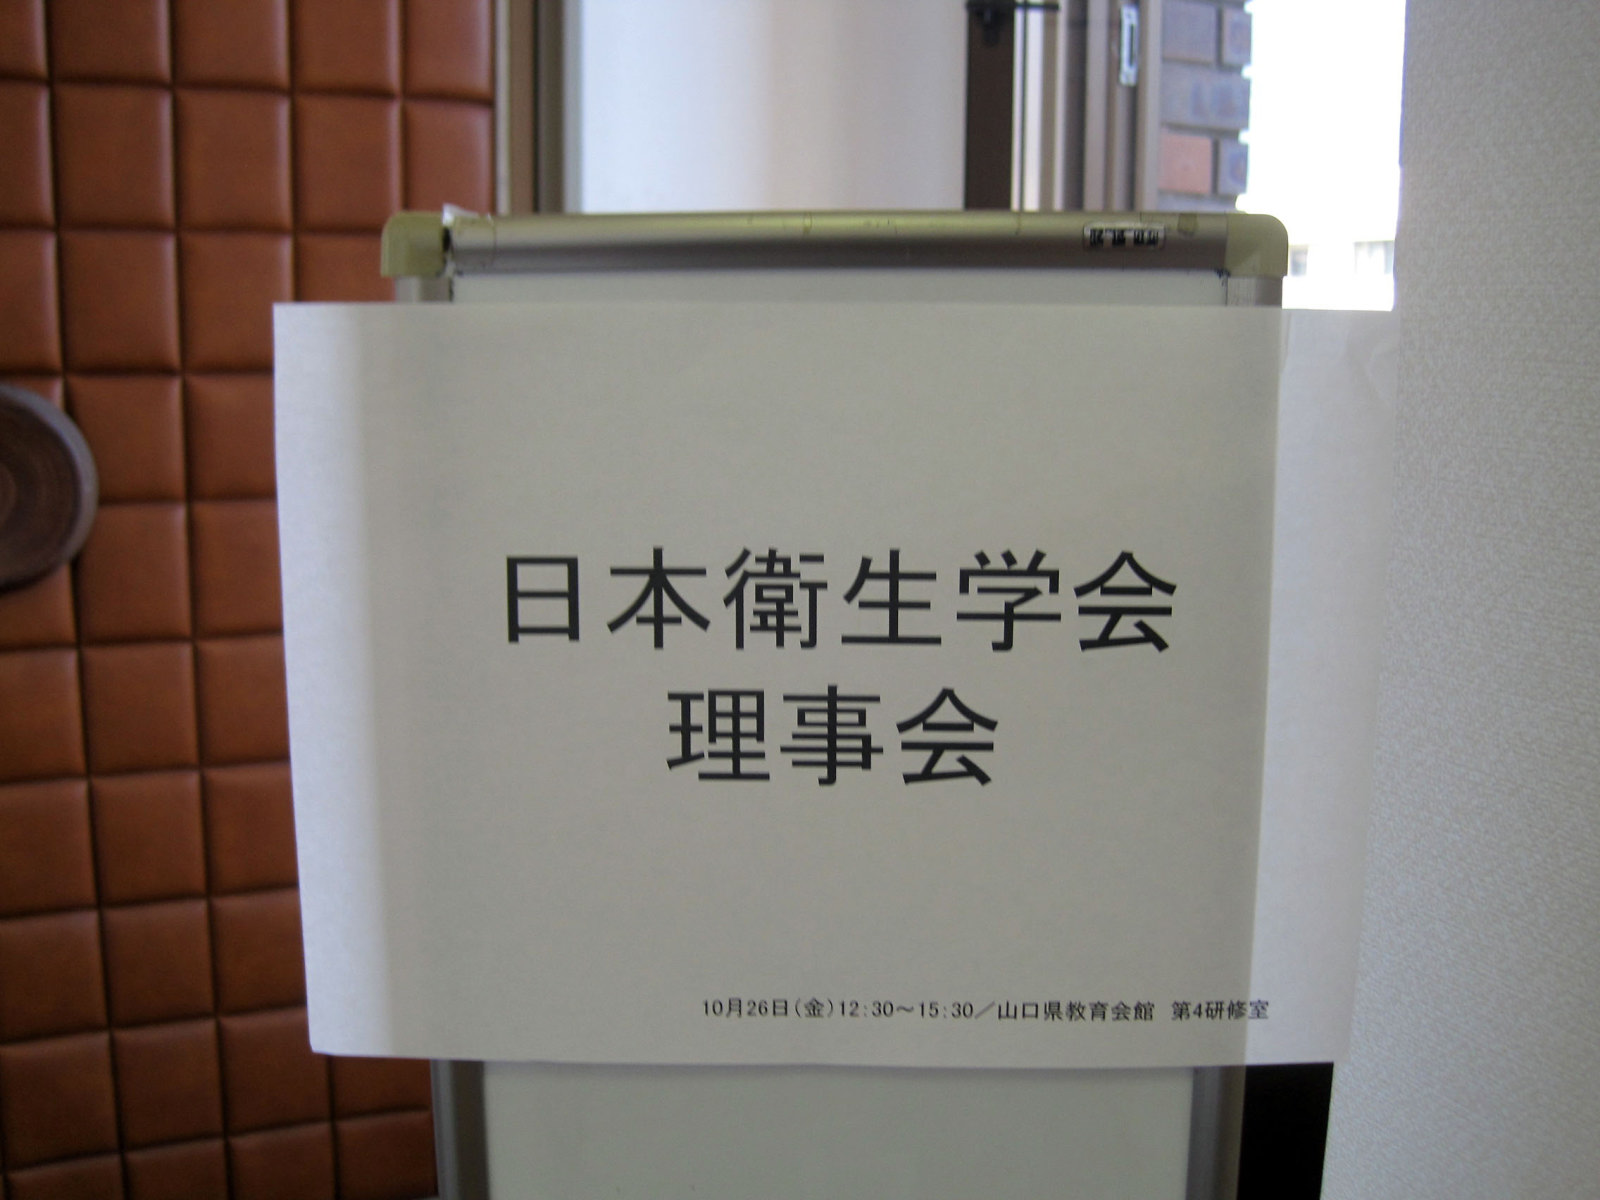 日本衛生学会
理事会
10月26日（金）12：30～15：30／山口県教育会館　第4研修室